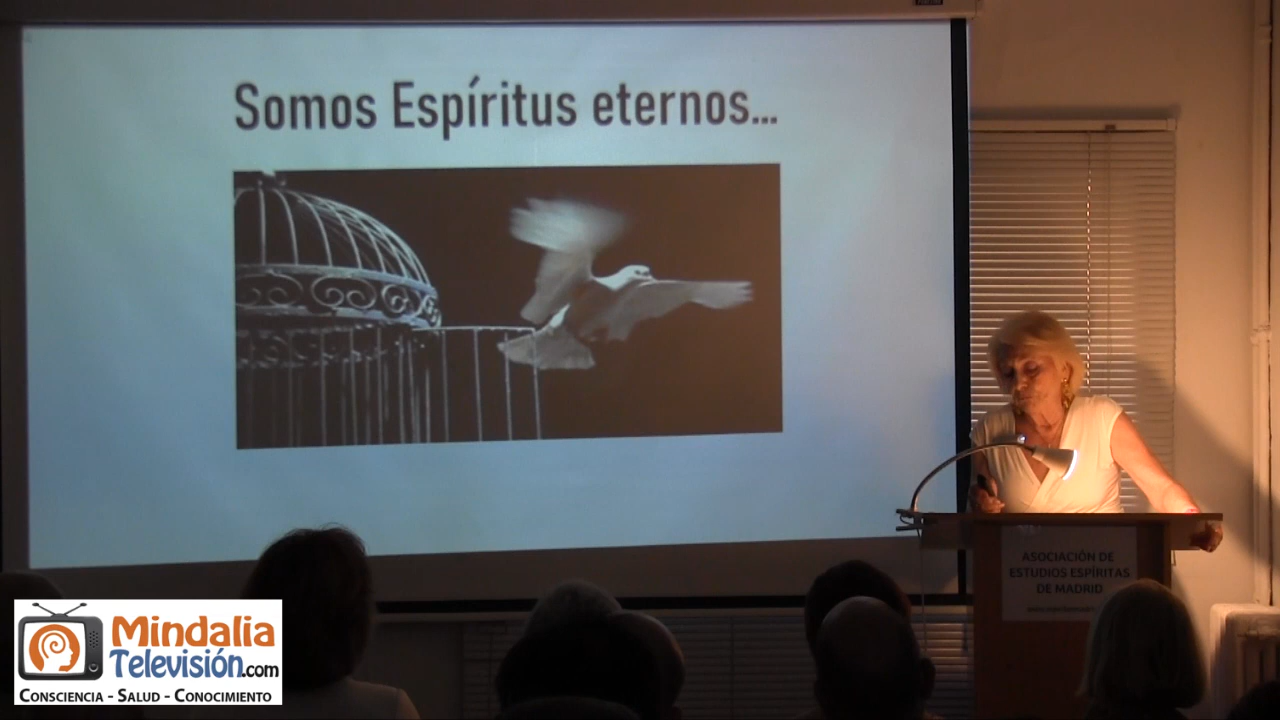 Somos Espíritus eternos...
ASOCIACIÓN DE
ESTUDIOS ESPÍRITAS
DE MADRID
Mindalia
Televisión.com
CONSCIENCIA - SALUD - CONOCIMIENTO